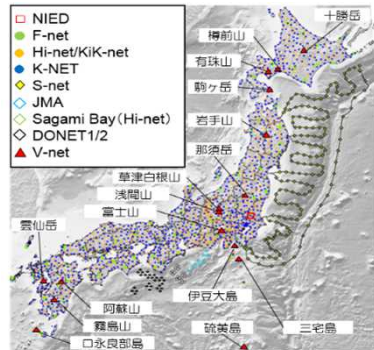 NIED
F-net
Hi-net/KiK-net
K-NET
S-net
JMA
Sagami Bay(Hi-net)
DONET1/2
V-net
十勝岳
樽前山
有珠山
駒ヶ岳
岩手山
那須岳
草津白根山
浅間山
富士山
雲仙岳
阿蘇山
霧島山
口永良部島
伊豆大島
三宅島
硫黄島